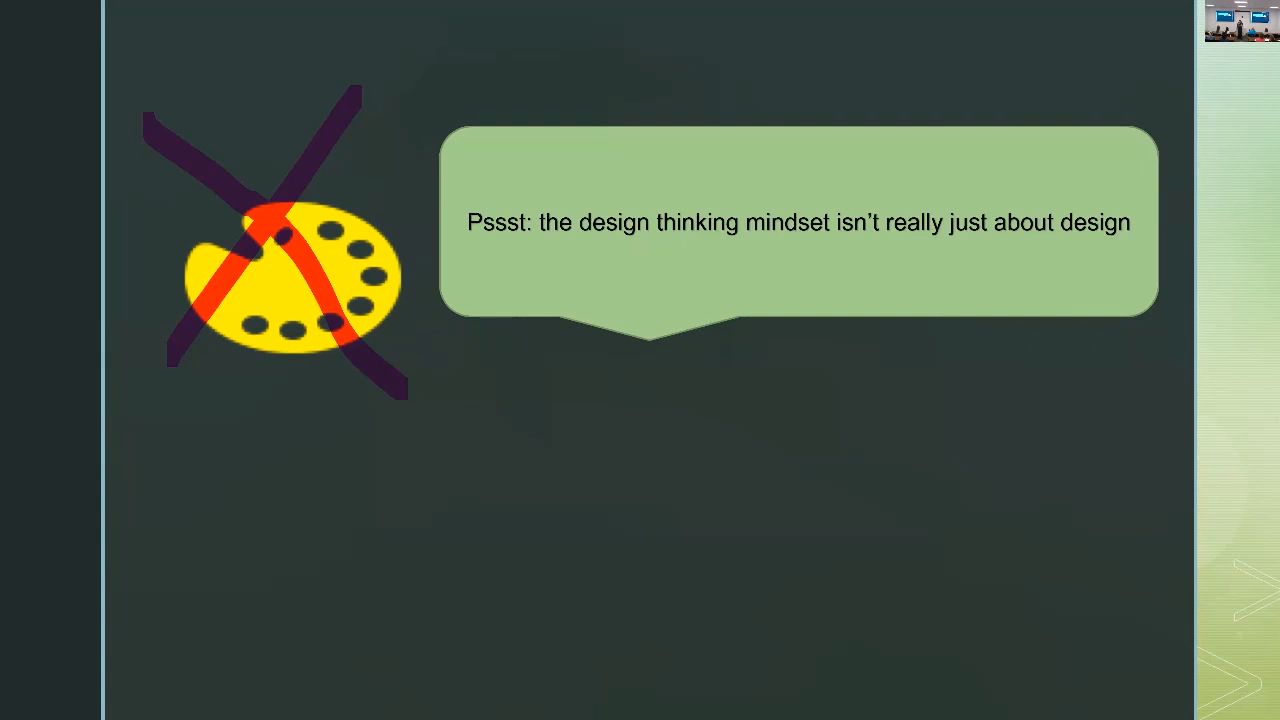 Pssst: the design thinking mindset isn’t really just about design